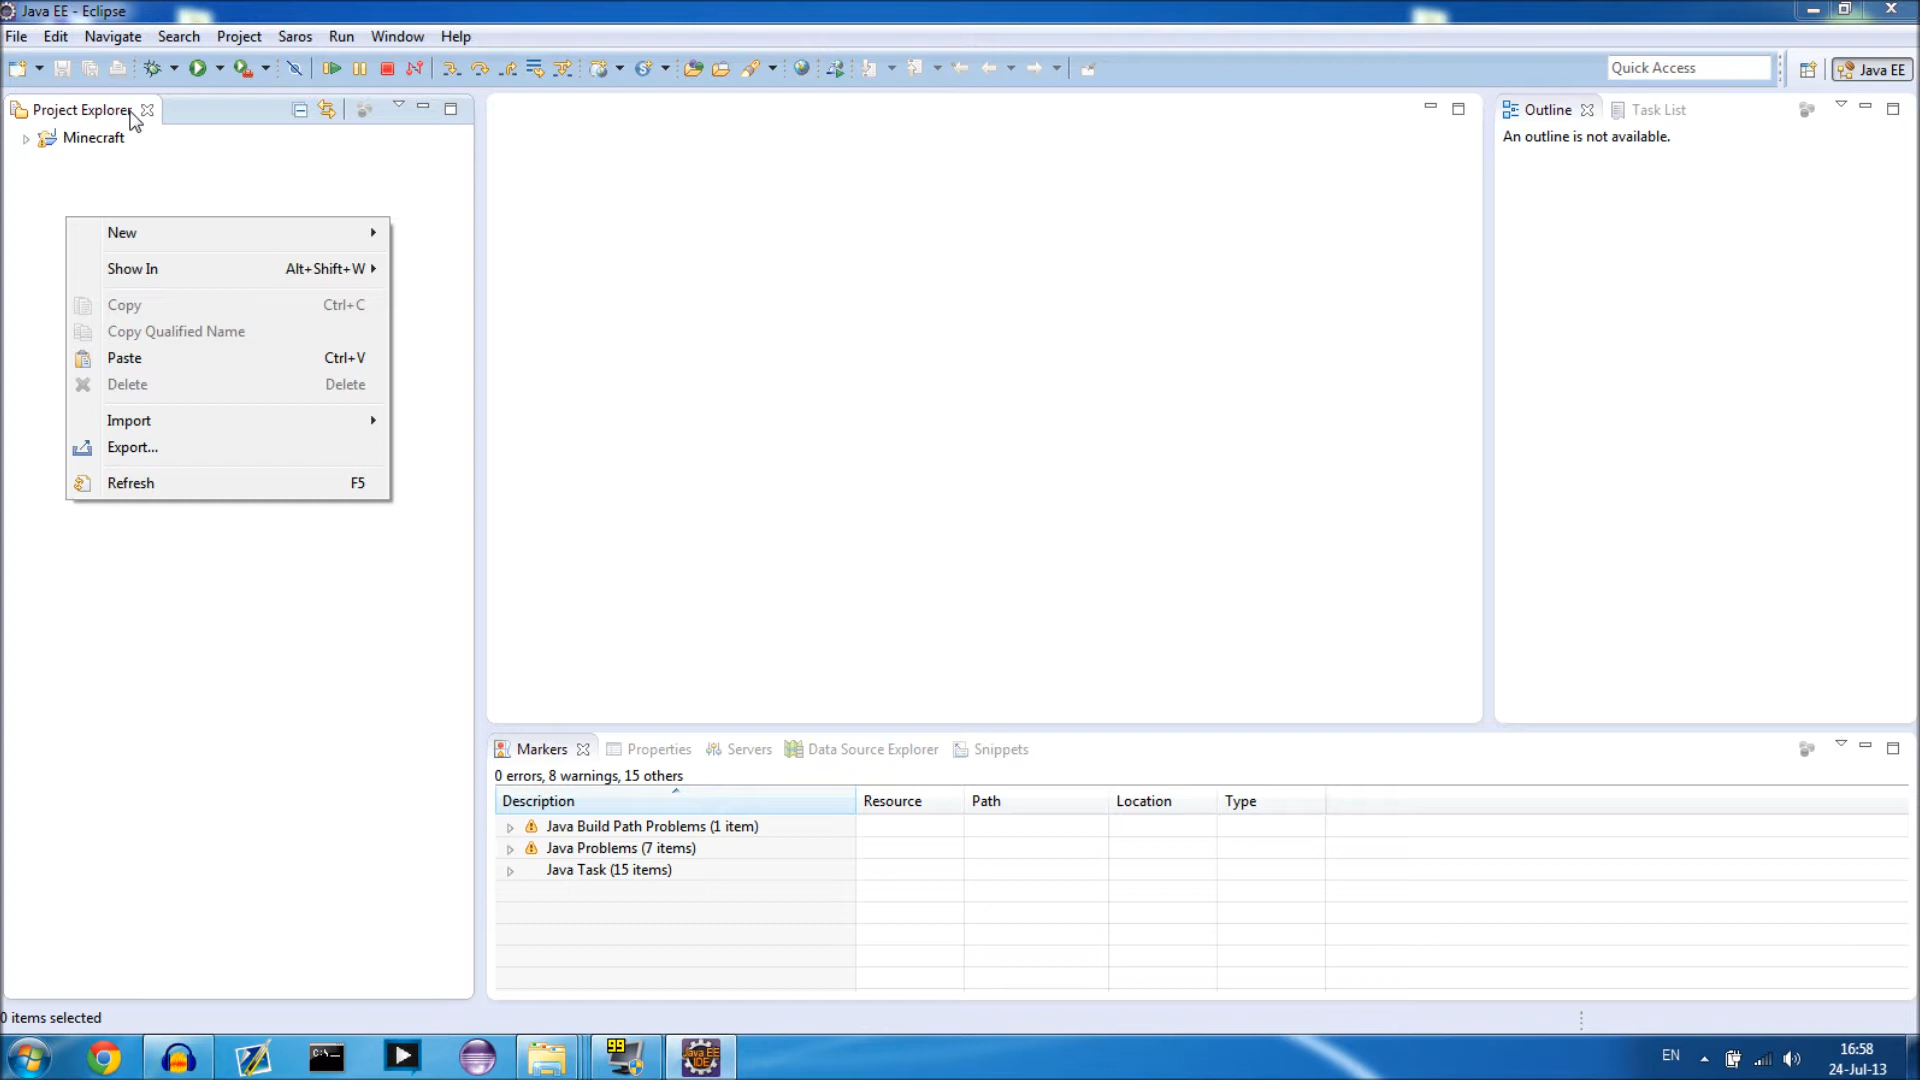 Java EE - Eclipse
File Edit Navigate Search Project Saros Run Window Help
Quick Access
Java EE
Project Explorer
Minecraft
New
Show In Alt+Shift+W
Copy Ctrl+C
Copy Qualified Name
Paste Ctrl+V
Delete Delete
Import
Export...
Refresh F5
Outline Task List
An outline is not available.
Markers Properties Servers Data Source Explorer Snippets
0 errors, 8 warnings, 15 others
Description Resource Path Location Type
Java Build Path Problems (1 item)
Java Problems (7 items)
Java Task (15 items)
0 items selected
C:\
99
Java EE
IDE
EN
16:58
24-Jul-13